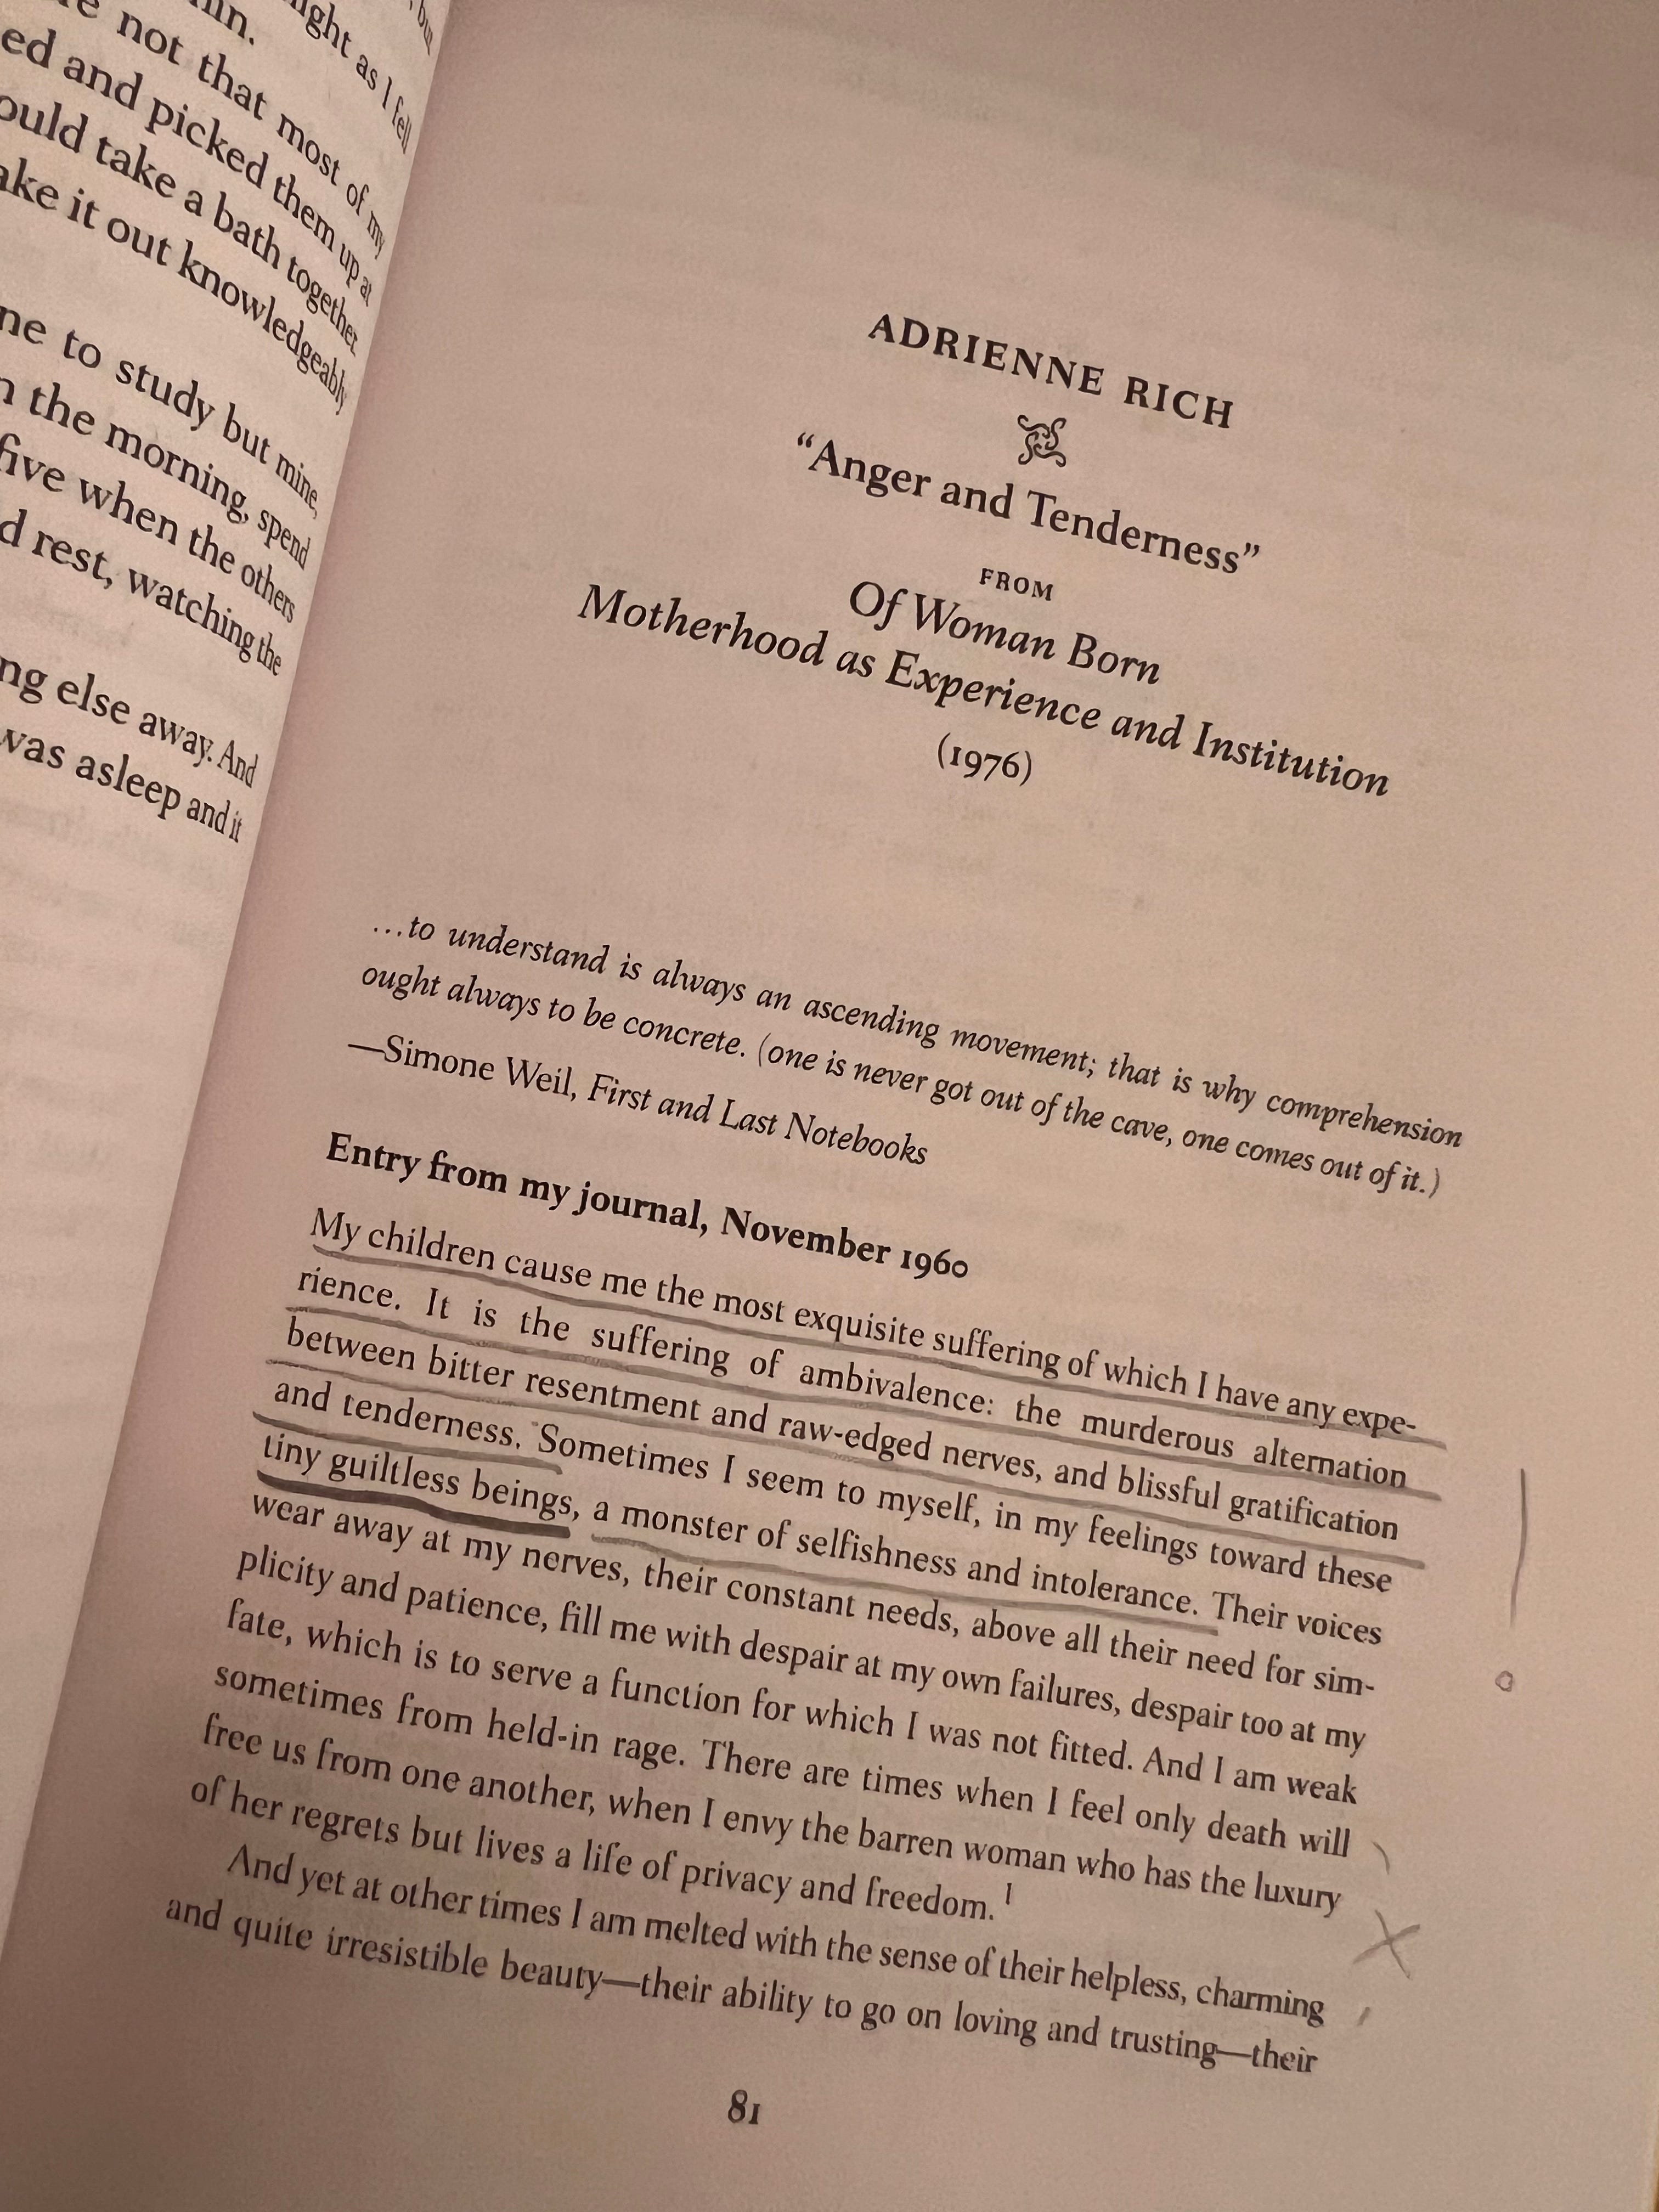 but
night as I fell
not that most of my
ed and picked them up at
ould take a bath together.
ake it out knowledgeably
ne to study but mine,
n the morning, spend
five when the others
d rest, watching the
ng else away. And
was asleep and it
ADRIENNE RICH
“Anger and Tenderness”
FROM
Of Woman Born
Motherhood as Experience and Institution
(1976)
...to understand is always an ascending movement; that is why comprehension
ought always to be concrete. (one is never got out of the cave, one comes out of it.)
—Simone Weil, First and Last Notebooks
Entry from my journal, November 1960
My children cause me the most exquisite suffering of which I have any expe-
rience. It is the suffering of ambivalence: the murderous alternation
between bitter resentment and raw-edged nerves, and blissful gratification
and tenderness. Sometimes I seem to myself, in my feelings toward these
tiny guiltless beings, a monster of selfishness and intolerance. Their voices
wear away at my nerves, their constant needs, above all their need for sim-
plicity and patience, fill me with despair at my own failures, despair too at my
fate, which is to serve a function for which I was not fitted. And I am weak
sometimes from held-in rage. There are times when I feel only death will
free us from one another, when I envy the barren woman who has the luxury
of her regrets but lives a life of privacy and freedom.1
And yet at other times I am melted with the sense of their helpless, charming
and quite irresistible beauty—their ability to go on loving and trusting—their
81